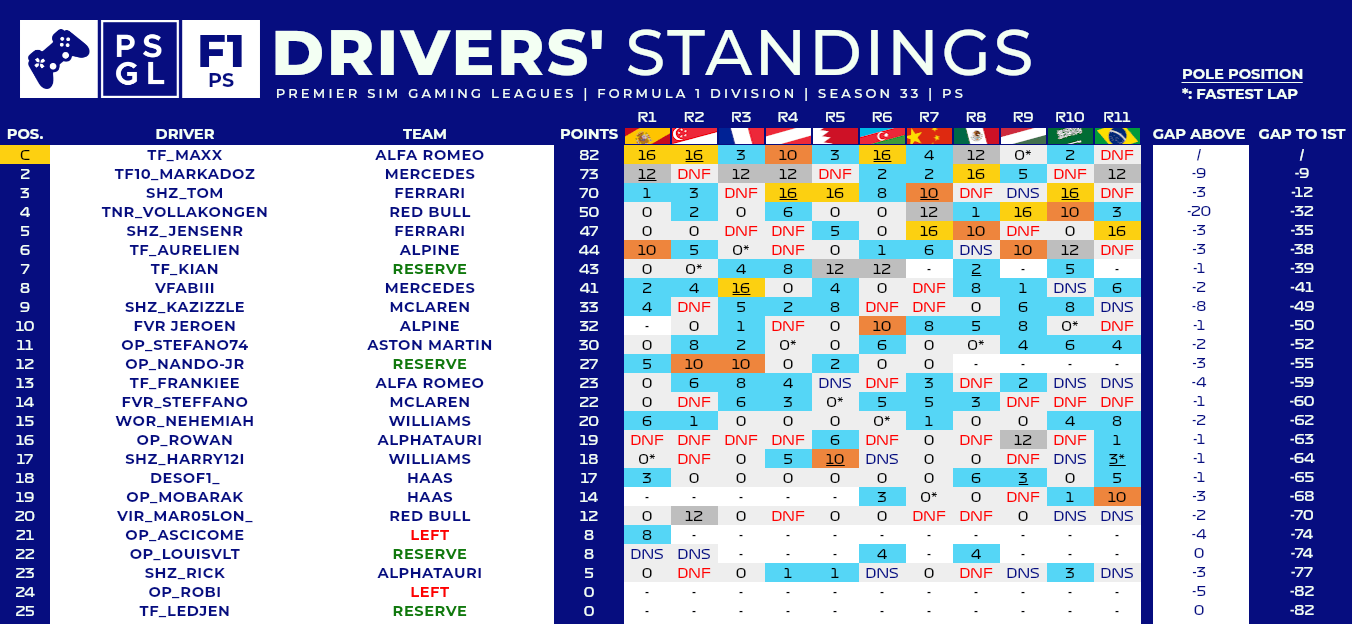 PS
GL
F1
PS
DRIVERS' STANDINGS
PREMIER SIM GAMING LEAGUES | FORMULA 1 DIVISION | SEASON 33 | PS
POLE POSITION
*: FASTEST LAP
R1 R2 R3 R4 R5 R6 R7 R8 R9 R10 R11
POS. DRIVER TEAM POINTS GAP ABOVE GAP TO 1ST
C TF_MAXX ALFA ROMEO 82 16 16 3 10 3 16 4 12 0* 2 DNF / /
2 TF10_MARKADOZ MERCEDES 73 12 DNF 12 12 DNF 2 2 16 5 DNF 12 -9 -9
3 SHZ_TOM FERRARI 70 1 3 DNF 16 16 8 10 DNF DNS 16 DNF -3 -12
4 TNR_VOLLAKONGEN RED BULL 50 0 2 0 6 0 0 12 1 16 10 3 -20 -32
5 SHZ_JENSENR FERRARI 47 0 0 DNF DNF 5 0 16 10 DNF 0 16 -3 -35
6 TF_AURELIEN ALPINE 44 10 5 0* DNF 0 1 6 DNS 10 12 DNF -3 -38
7 TF_KIAN RESERVE 43 0 0* 4 8 12 12 - 2 - 5 - -1 -39
8 VFABIII MERCEDES 41 2 4 16 0 4 0 DNF 8 1 DNS 6 -2 -41
9 SHZ_KAZIZZLE MCLAREN 33 4 DNF 5 2 8 DNF DNF 0 6 8 DNS -8 -49
10 FVR JEROEN ALPINE 32 - 0 1 DNF 0 10 8 5 8 0* DNF -1 -50
11 OP_STEFANO74 ASTON MARTIN 30 0 8 2 0* 0 6 0 0* 4 6 4 -2 -52
12 OP_NANDO-JR RESERVE 27 5 10 10 0 2 0 0 - - - - -3 -55
13 TF_FRANKIEE ALFA ROMEO 23 0 6 8 4 DNS DNF 3 DNF 2 DNS DNS -4 -59
14 FVR_STEFFANO MCLAREN 22 0 DNF 6 3 0* 5 5 3 DNF DNF DNF -1 -60
15 WOR_NEHEMIAH WILLIAMS 20 6 1 0 0 0 0* 1 0 0 4 8 -2 -62
16 OP_ROWAN ALPHATAURI 19 DNF DNF DNF DNF 6 DNF 0 DNF 12 DNF 1 -1 -63
17 SHZ_HARRY12I WILLIAMS 18 0* DNF 0 5 10 DNS 0 0 DNF DNS 3* -1 -64
18 DESOF1_ HAAS 17 3 0 0 0 0 0 0 6 3 0 5 -1 -65
19 OP_MOBARAK HAAS 14 - - - - - 3 0* 0 DNF 1 10 -3 -68
20 VIR_MAR05LON_ RED BULL 12 0 12 0 DNF 0 0 DNF DNF 0 DNS DNS -2 -70
21 OP_ASCICOME LEFT 8 8 - - - - - - - - - - -4 -74
22 OP_LOUISVLT RESERVE 8 DNS DNS - - - 4 - 4 - - - 0 -74
23 SHZ_RICK ALPHATAURI 5 0 DNF 0 1 1 DNS 0 DNF DNS 3 DNS -3 -77
24 OP_ROBI LEFT 0 - - - - - - - - - - - -5 -82
25 TF_LEDJEN RESERVE 0 - - - - - - - - - - - 0 -82